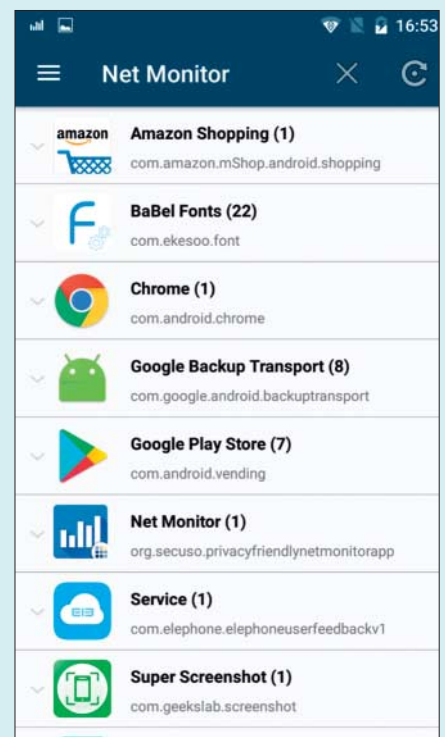 16:53
Net Monitor
amazon
Amazon Shopping (1)
com.amazon.mShop.android.shopping
BaBel Fonts (22)
com.ekesoo.font
Chrome (1)
com.android.chrome
Google Backup Transport (8)
com.google.android.backuptransport
Google Play Store (7)
com.android.vending
Net Monitor (1)
org.secuso.privacyfriendlynetmonitorapp
Service (1)
com.elephone.elephoneuserfeedbackv1
Super Screenshot (1)
com.geekslab.screenshot